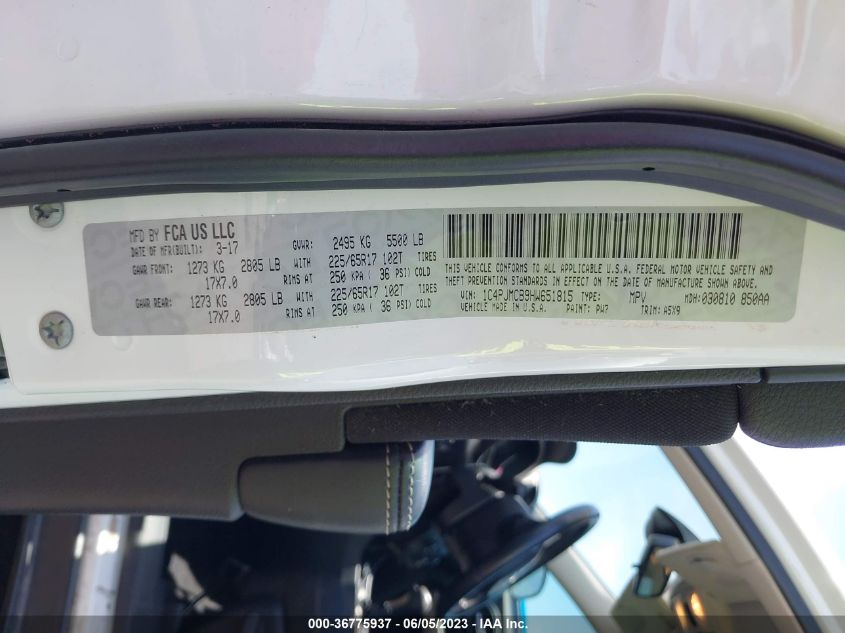 MFD BY FCA US LLC
DATE OF MFR(BUILT): 3-17 GVWR: 2495 KG 5500 LB
GAWR FRONT: 1273 KG 2805 LB WITH 225/65R17 102T TIRES
17X7.0 RIMS AT 250 KPA ( 36 PSI) COLD
GAWR REAR: 1273 KG 2805 LB WITH 225/65R17 102T TIRES
17X7.0 RIMS AT 250 KPA ( 36 PSI) COLD
THIS VEHICLE CONFORMS TO ALL APPLICABLE U.S.A. FEDERAL MOTOR VEHICLE SAFETY AND
THEFT PREVENTION STANDARDS IN EFFECT ON THE DATE OF MANUFACTURE SHOWN ABOVE.
VIN: 1C4PJMCB9HW651815 TYPE: MPV MDH: 030810 850AA
VEHICLE MADE IN U.S.A. PAINT: PW7 TRIM: A5X9
000-36775937 - 06/05/2023 - IAA Inc.